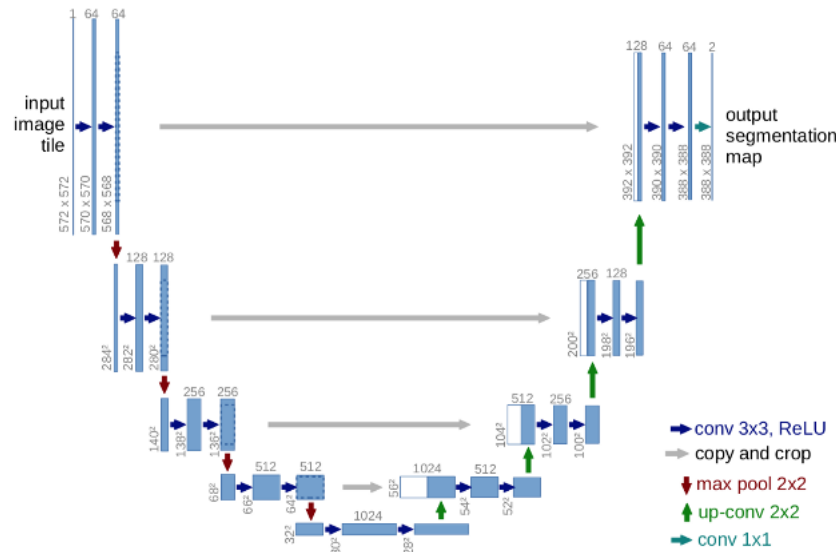 1 64 64
128 64 64 2
input
image
tile
output
segmentation
map
572 x 572
570 x 570
568 x 568
392 x 392
390 x 390
388 x 388
388 x 388
128 128
256 128
284²
282²
280²
200²
198²
196²
256 256
512 256
140²
138²
136²
104²
102²
100²
512 512
1024 512
68²
66²
64²
56²
54²
52²
1024
32²
30²
28²
conv 3x3, ReLU
copy and crop
max pool 2x2
up-conv 2x2
conv 1x1